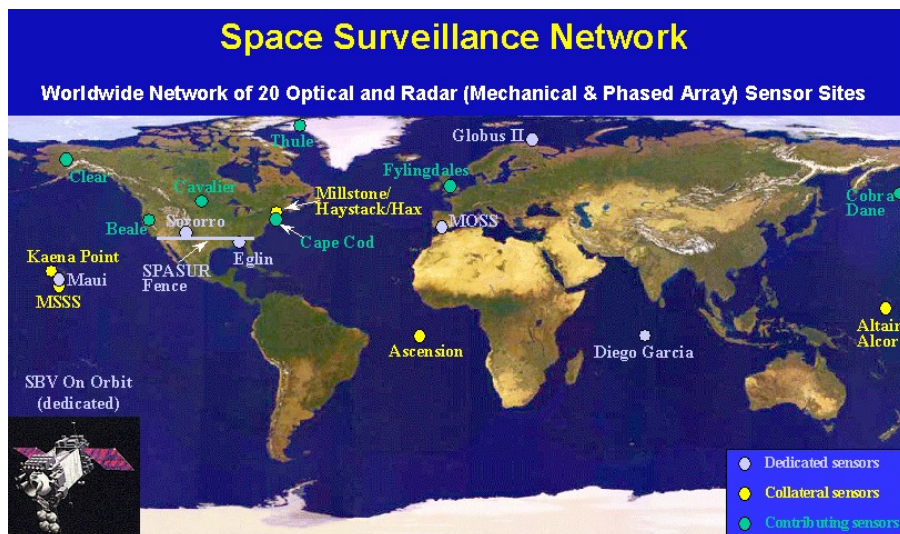 Space Surveillance Network
Worldwide Network of 20 Optical and Radar (Mechanical & Phased Array) Sensor Sites
Thule
Globus II
Clear
Fylingdales
Cavalier
Millstone/
Haystack/Hax
Cobra
Dane
Beale
Socorro
MOSS
Cape Cod
Eglin
SPASUR
Fence
Kaena Point
Maui
MSSS
Altair
Alcor
Ascension
Diego Garcia
SBV On Orbit
(dedicated)
Dedicated sensors
Collateral sensors
Contributing sensors